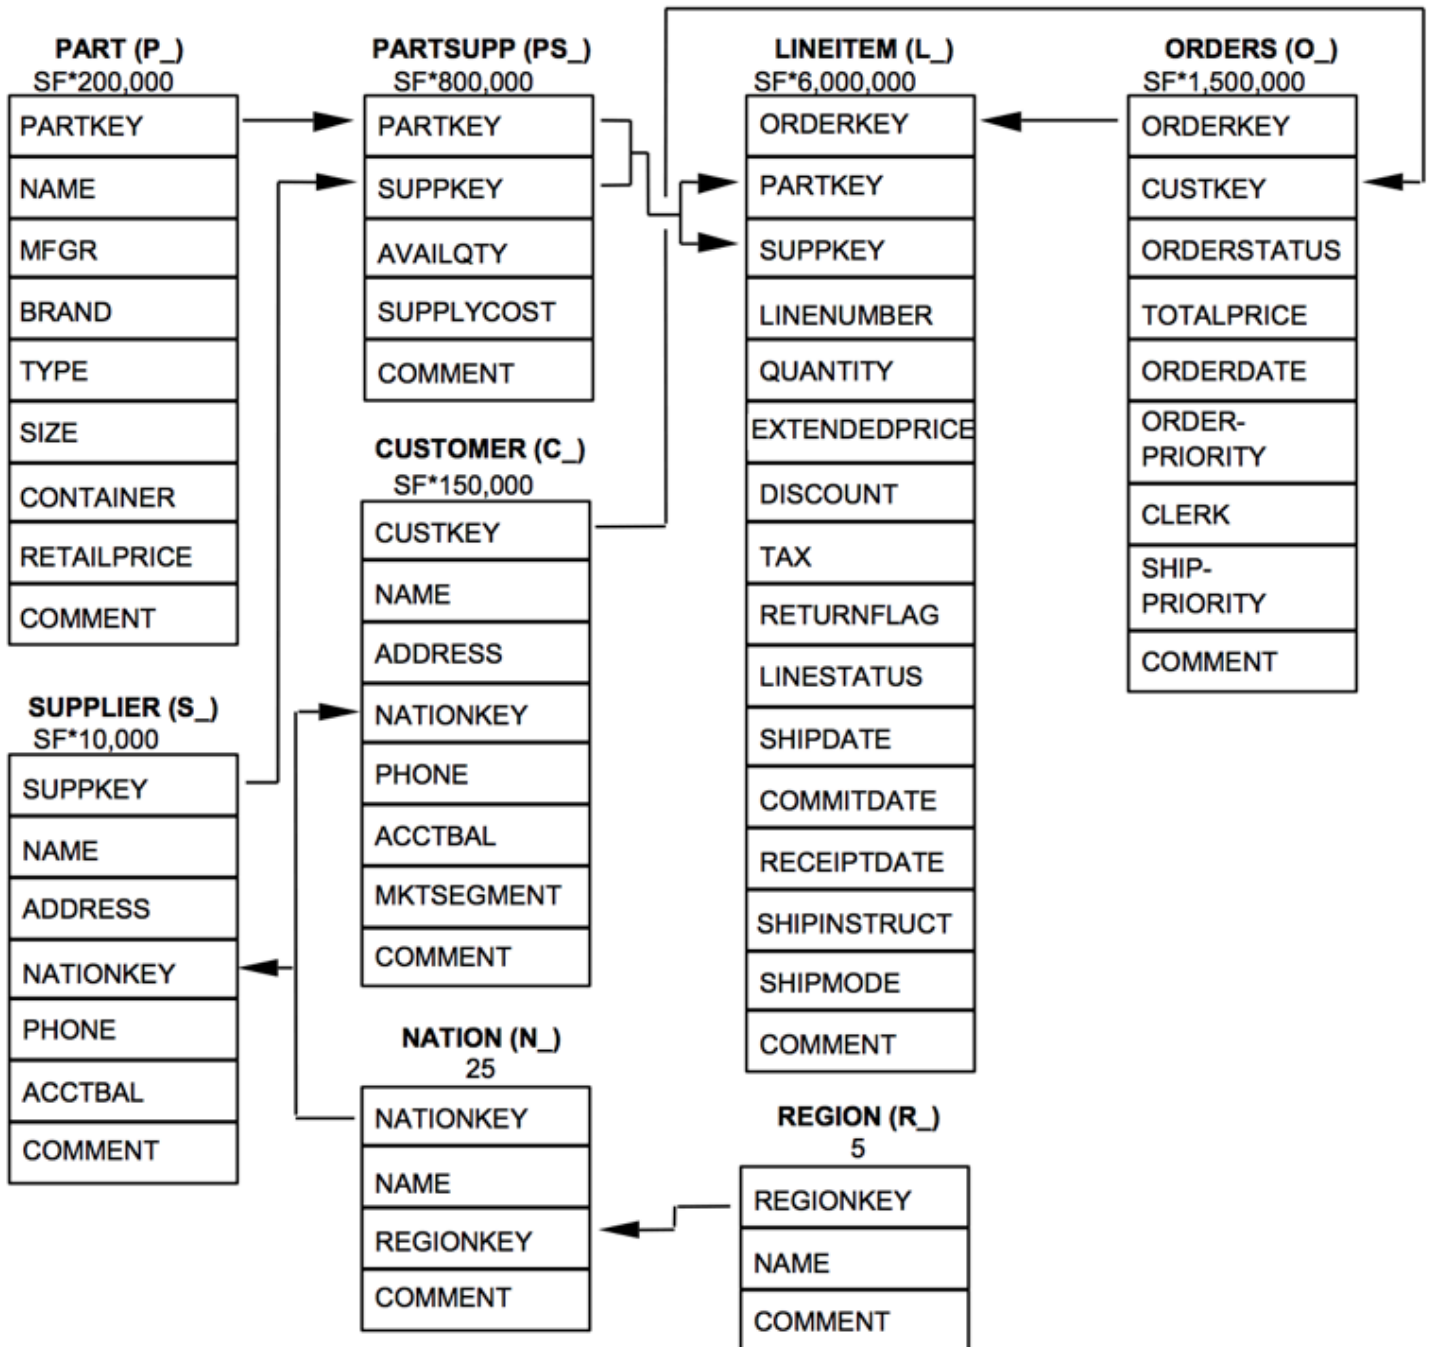 PART (P_)
SF*200,000
PARTKEY
NAME
MFGR
BRAND
TYPE
SIZE
CONTAINER
RETAILPRICE
COMMENT
SUPPLIER (S_)
SF*10,000
SUPPKEY
NAME
ADDRESS
NATIONKEY
PHONE
ACCTBAL
COMMENT
PARTSUPP (PS_)
SF*800,000
PARTKEY
SUPPKEY
AVAILQTY
SUPPLYCOST
COMMENT
CUSTOMER (C_)
SF*150,000
CUSTKEY
NAME
ADDRESS
NATIONKEY
PHONE
ACCTBAL
MKTSEGMENT
COMMENT
NATION (N_)
25
NATIONKEY
NAME
REGIONKEY
COMMENT
LINEITEM (L_)
SF*6,000,000
ORDERKEY
PARTKEY
SUPPKEY
LINENUMBER
QUANTITY
EXTENDEDPRICE
DISCOUNT
TAX
RETURNFLAG
LINESTATUS
SHIPDATE
COMMITDATE
RECEIPTDATE
SHIPINSTRUCT
SHIPMODE
COMMENT
REGION (R_)
5
REGIONKEY
NAME
COMMENT
ORDERS (O_)
SF*1,500,000
ORDERKEY
CUSTKEY
ORDERSTATUS
TOTALPRICE
ORDERDATE
ORDER-
PRIORITY
CLERK
SHIP-
PRIORITY
COMMENT